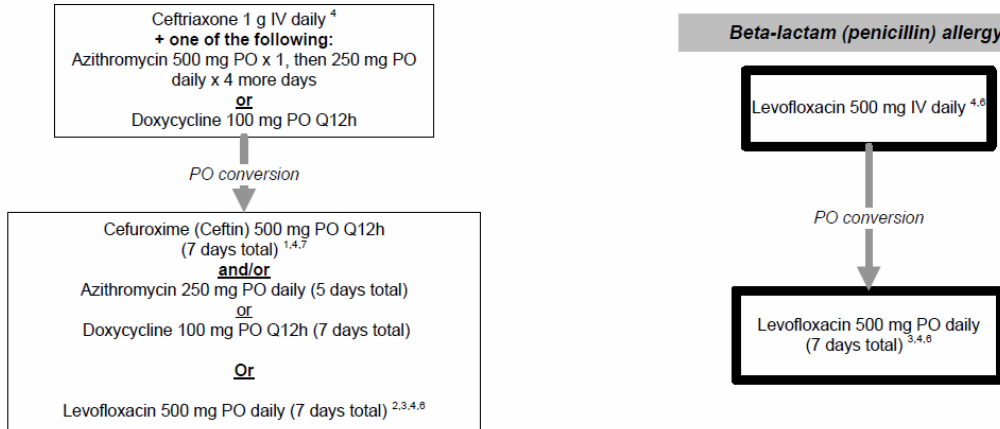 Ceftriaxone 1 g IV daily 4
+ one of the following:
Azithromycin 500 mg PO x 1, then 250 mg PO
daily x 4 more days
or
Doxycycline 100 mg PO Q12h
PO conversion
Cefuroxime (Ceftin) 500 mg PO Q12h
(7 days total) 1,4,7
and/or
Azithromycin 250 mg PO daily (5 days total)
or
Doxycycline 100 mg PO Q12h (7 days total)
Or
Levofloxacin 500 mg PO daily (7 days total) 2,3,4,6
Beta-lactam (penicillin) allergy
Levofloxacin 500 mg IV daily 4,6
PO conversion
Levofloxacin 500 mg PO daily
(7 days total) 3,4,6